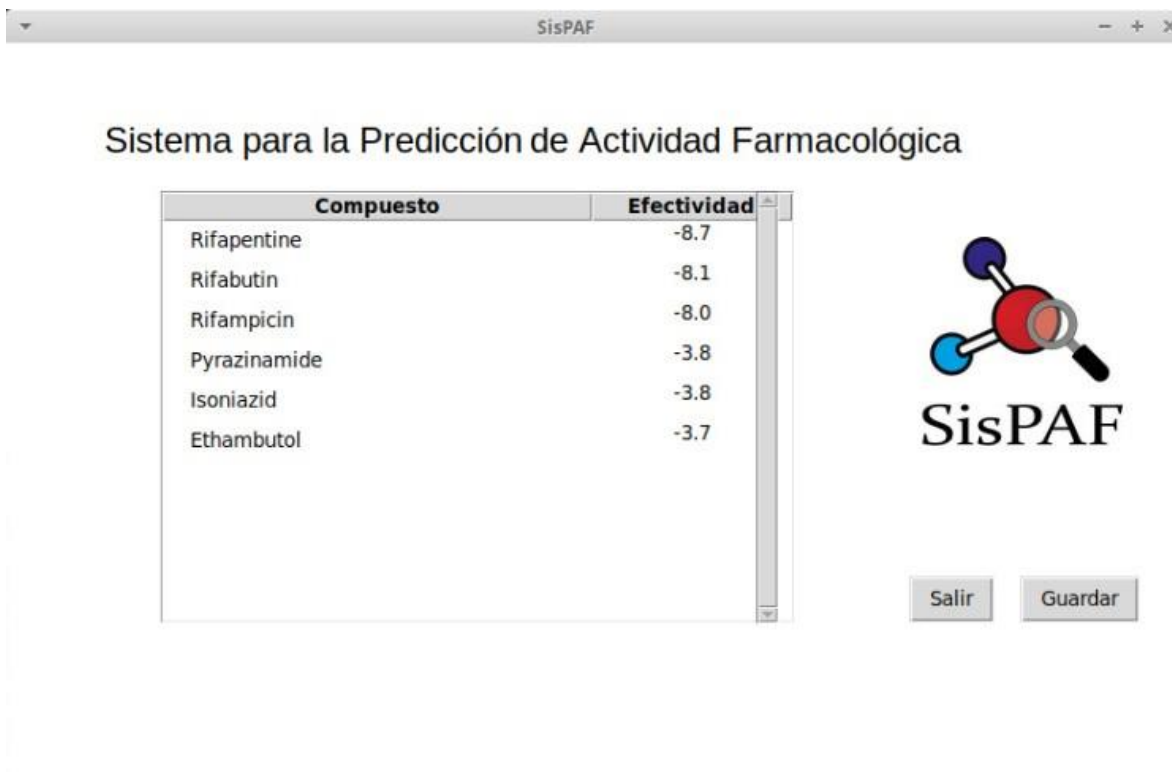 SisPAF
Sistema para la Predicción de Actividad Farmacológica
Compuesto Efectividad
Rifapentine -8.7
Rifabutin -8.1
Rifampicin -8.0
Pyrazinamide -3.8
Isoniazid -3.8
Ethambutol -3.7
SisPAF
Salir Guardar